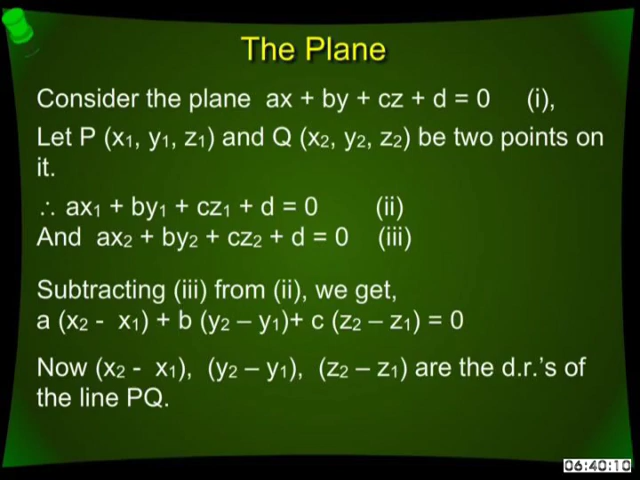 The Plane
Consider the plane ax + by + cz + d = 0 (i),
Let P (x₁, y₁, z₁) and Q (x₂, y₂, z₂) be two points on
it.
∴ ax₁ + by₁ + cz₁ + d = 0 (ii)
And ax₂ + by₂ + cz₂ + d = 0 (iii)
Subtracting (iii) from (ii), we get,
a (x₂ - x₁) + b (y₂ – y₁)+ c (z₂ – z₁) = 0
Now (x₂ - x₁), (y₂ – y₁), (z₂ – z₁) are the d.r.'s of
the line PQ.
06:40:10